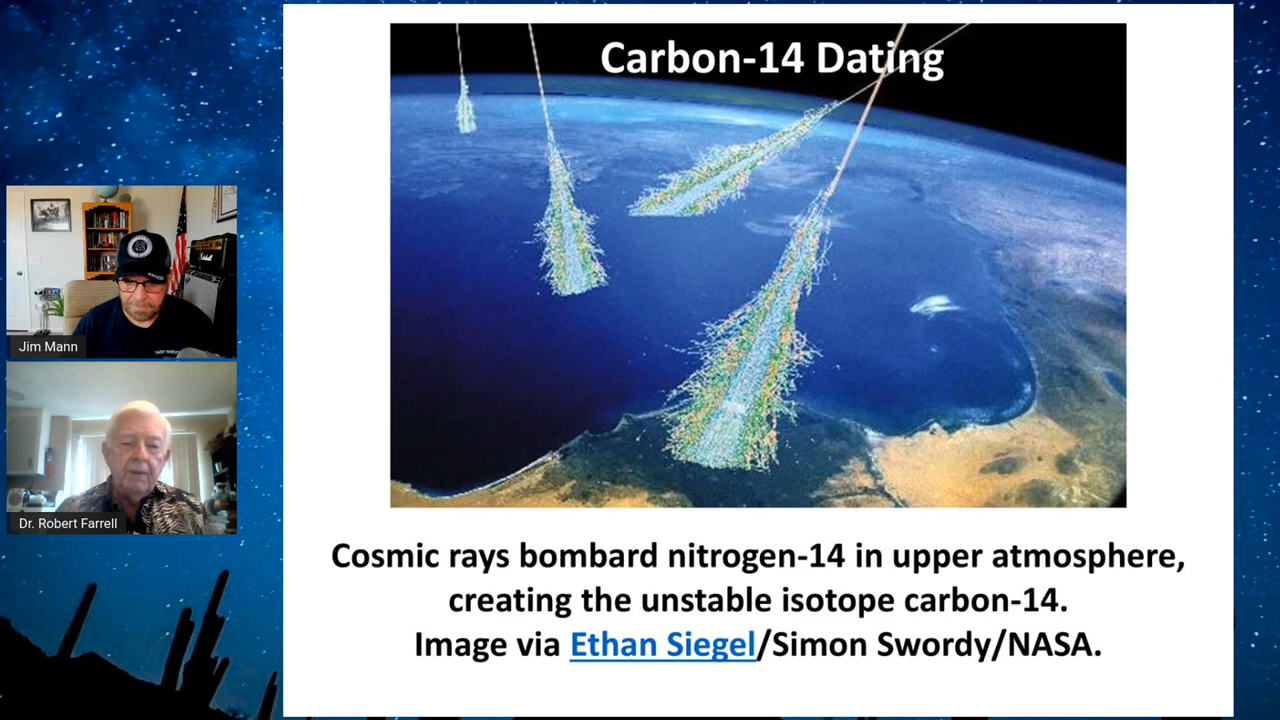 Carbon-14 Dating
Jim Mann
Dr. Robert Farrell
Cosmic rays bombard nitrogen-14 in upper atmosphere,
creating the unstable isotope carbon-14.
Image via Ethan Siegel/Simon Swordy/NASA.